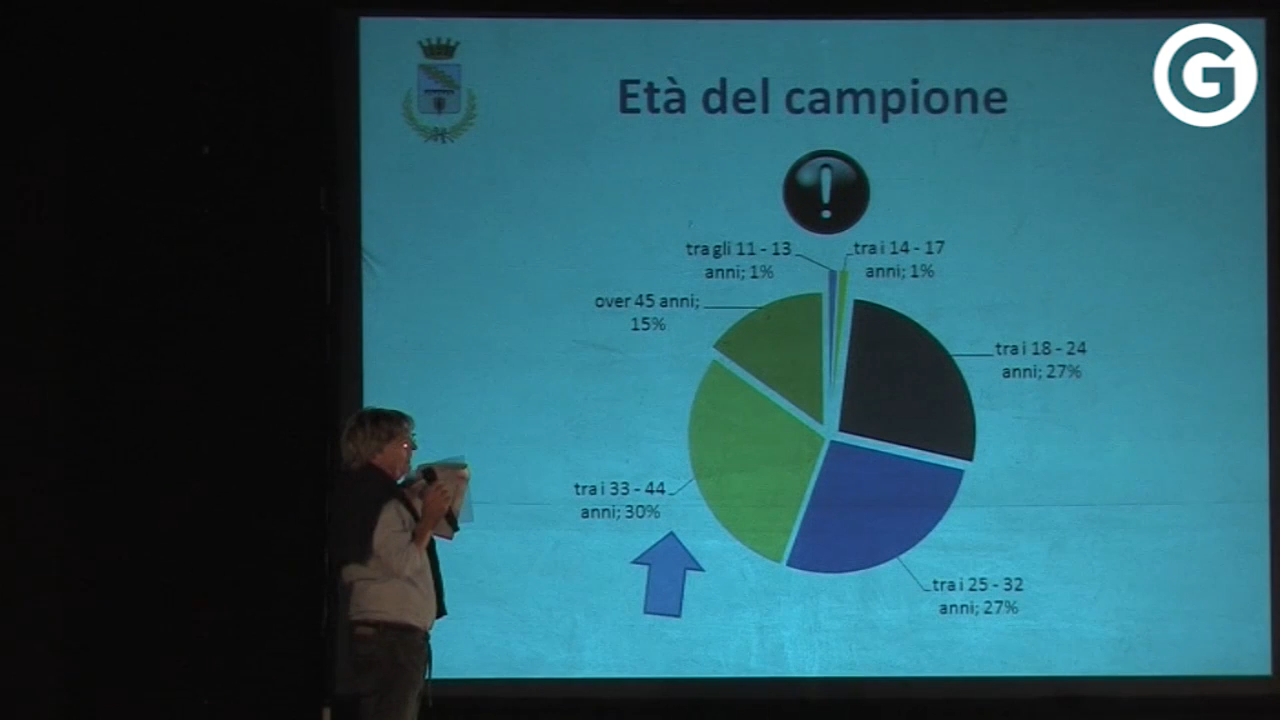 G
Età del campione
!
tra gli 11 - 13
anni; 1%
tra i 14 - 17
anni; 1%
over 45 anni;
15%
tra i 18 - 24
anni; 27%
tra i 33 - 44
anni; 30%
tra i 25 - 32
anni; 27%